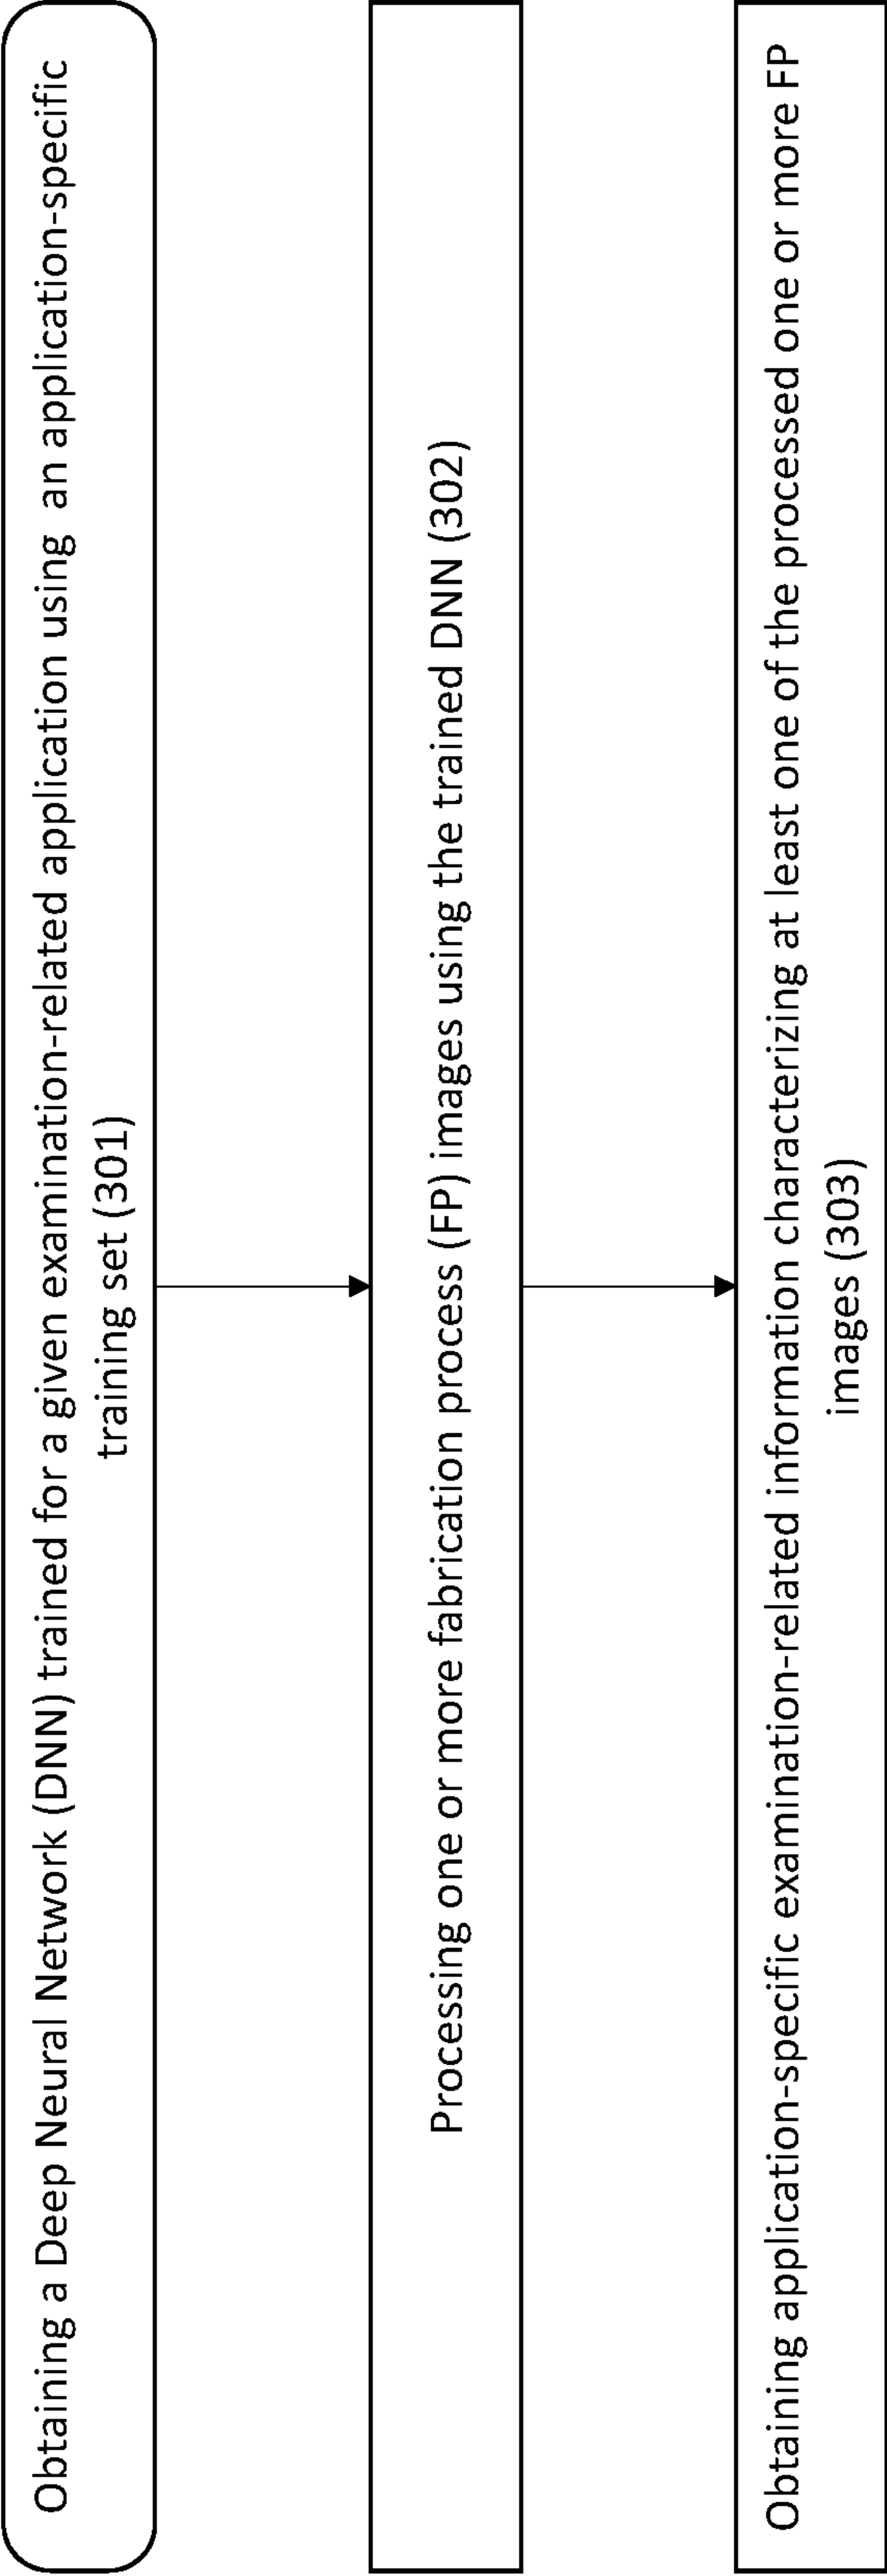 Obtaining a Deep Neural Network (DNN) trained for a given examination-related application using  an application-specific
training set (301)
Processing one or more fabrication process (FP) images using the trained DNN (302)
Obtaining application-specific examination-related information characterizing at least one of the processed one or more FP
images (303)